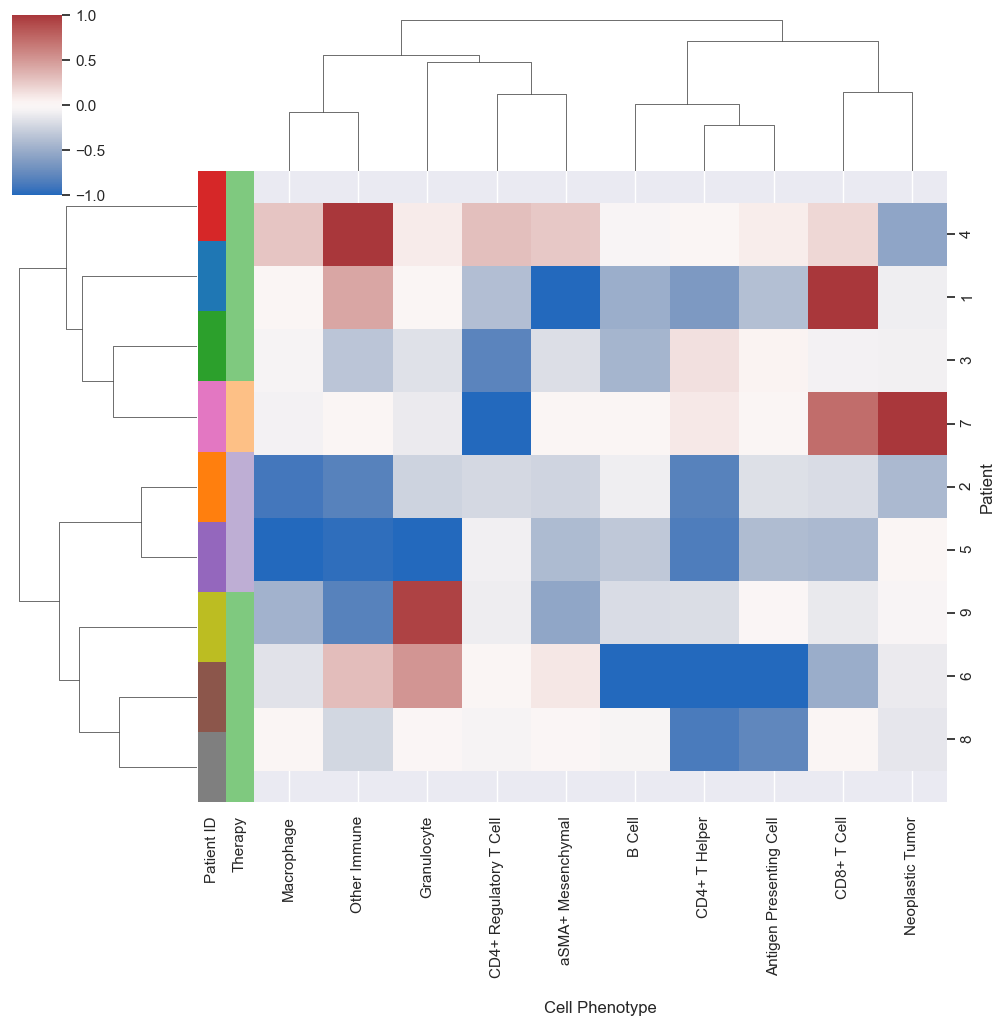 1.0
0.5
0.0
−0.5
−1.0
4
1
3
7
2
5
9
6
8
Patient
Patient ID
Therapy
Macrophage
Other Immune
Granulocyte
CD4+ Regulatory T Cell
aSMA+ Mesenchymal
B Cell
CD4+ T Helper
Antigen Presenting Cell
CD8+ T Cell
Neoplastic Tumor
Cell Phenotype